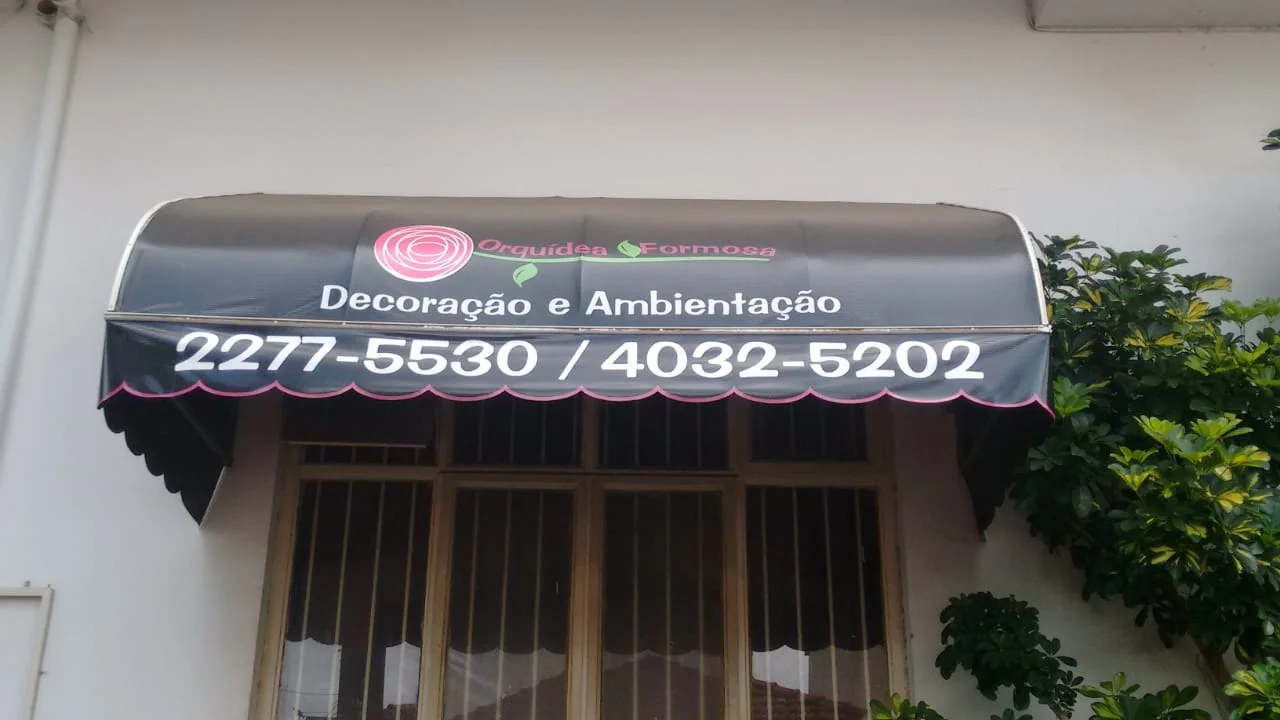 Orquídea Formosa
Decoração e Ambientação
2277-5530 / 4032-5202